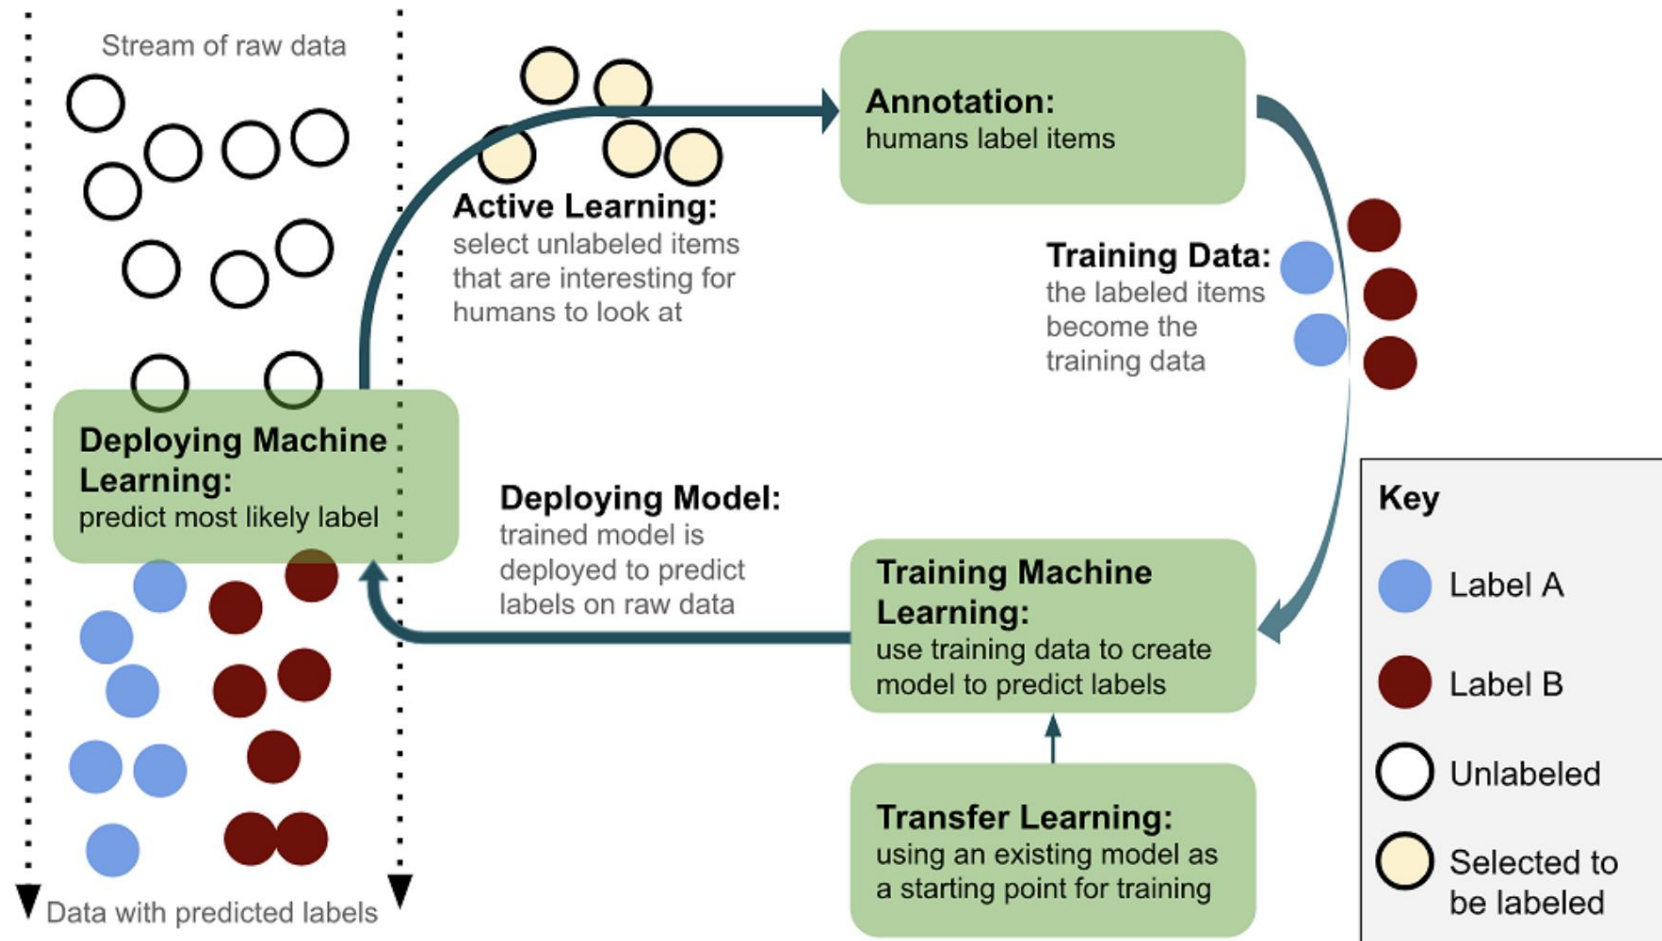 Stream of raw data
Annotation:
humans label items
Active Learning:
select unlabeled items
that are interesting for
humans to look at
Training Data:
the labeled items
become the
training data
Deploying Machine
Learning:
predict most likely label
Deploying Model:
trained model is
deployed to predict
labels on raw data
Training Machine
Learning:
use training data to create
model to predict labels
Transfer Learning:
using an existing model as
a starting point for training
Data with predicted labels
Key
Label A
Label B
Unlabeled
Selected to
be labeled